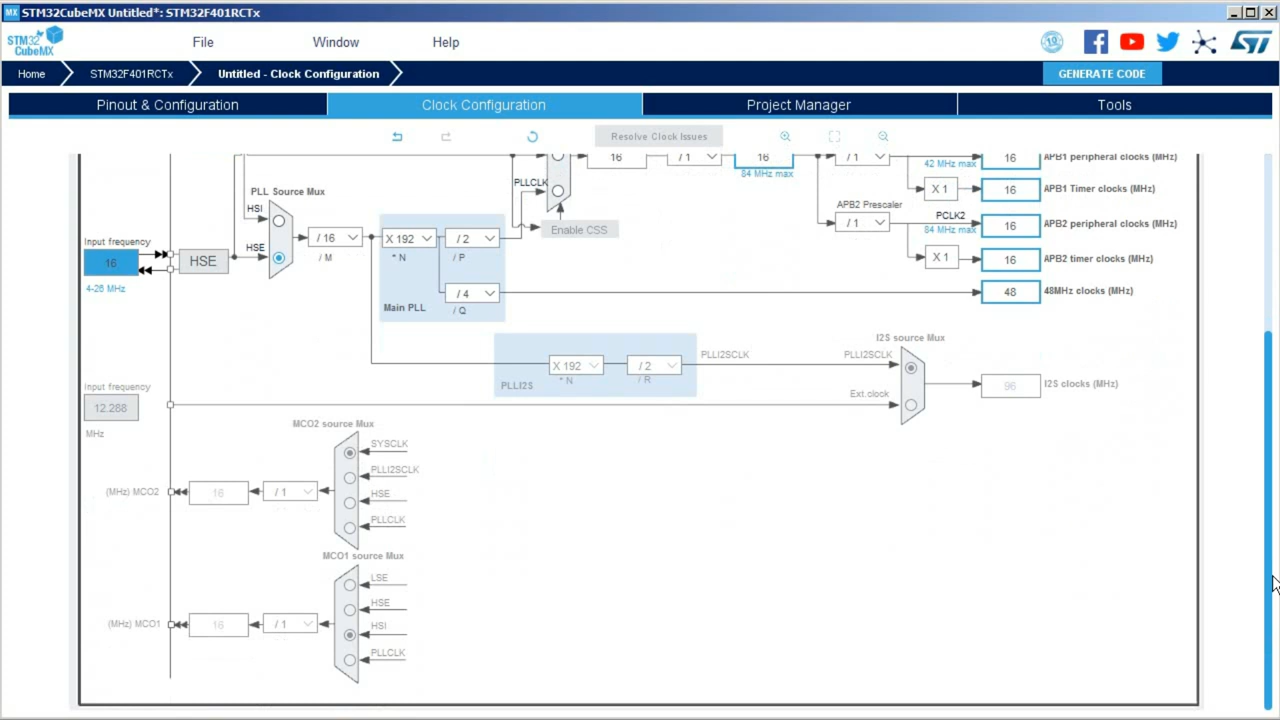 MX STM32CubeMX Untitled*: STM32F401RCTx
STM32 CubeMX
File Window Help
10
Home STM32F401RCTx Untitled - Clock Configuration GENERATE CODE
Pinout & Configuration Clock Configuration Project Manager Tools
Resolve Clock Issues
16 / 1 16 / 1 16 APB1 peripheral clocks (MHz)
84 MHz max 42 MHz max
PLLCLK
PLL Source Mux
X 1 16 APB1 Timer clocks (MHz)
HSI
APB2 Prescaler PCLK2
/ 1 84 MHz max 16 APB2 peripheral clocks (MHz)
Enable CSS
Input frequency
16 HSE HSE / 16 X 192 / 2
/ M * N / P
X 1 16 APB2 timer clocks (MHz)
4-26 MHz
/ 4 48 48MHz clocks (MHz)
Main PLL / Q
I2S source Mux
PLLI2SCLK PLLI2SCLK
X 192 / 2
PLLI2S * N / R
96 I2S clocks (MHz)
Input frequency
12.288 Ext.clock
MHz
MCO2 source Mux
SYSCLK
PLLI2SCLK
(MHz) MCO2 16 / 1
HSE
PLLCLK
MCO1 source Mux
LSE
HSE
(MHz) MCO1 16 / 1 HSI
PLLCLK